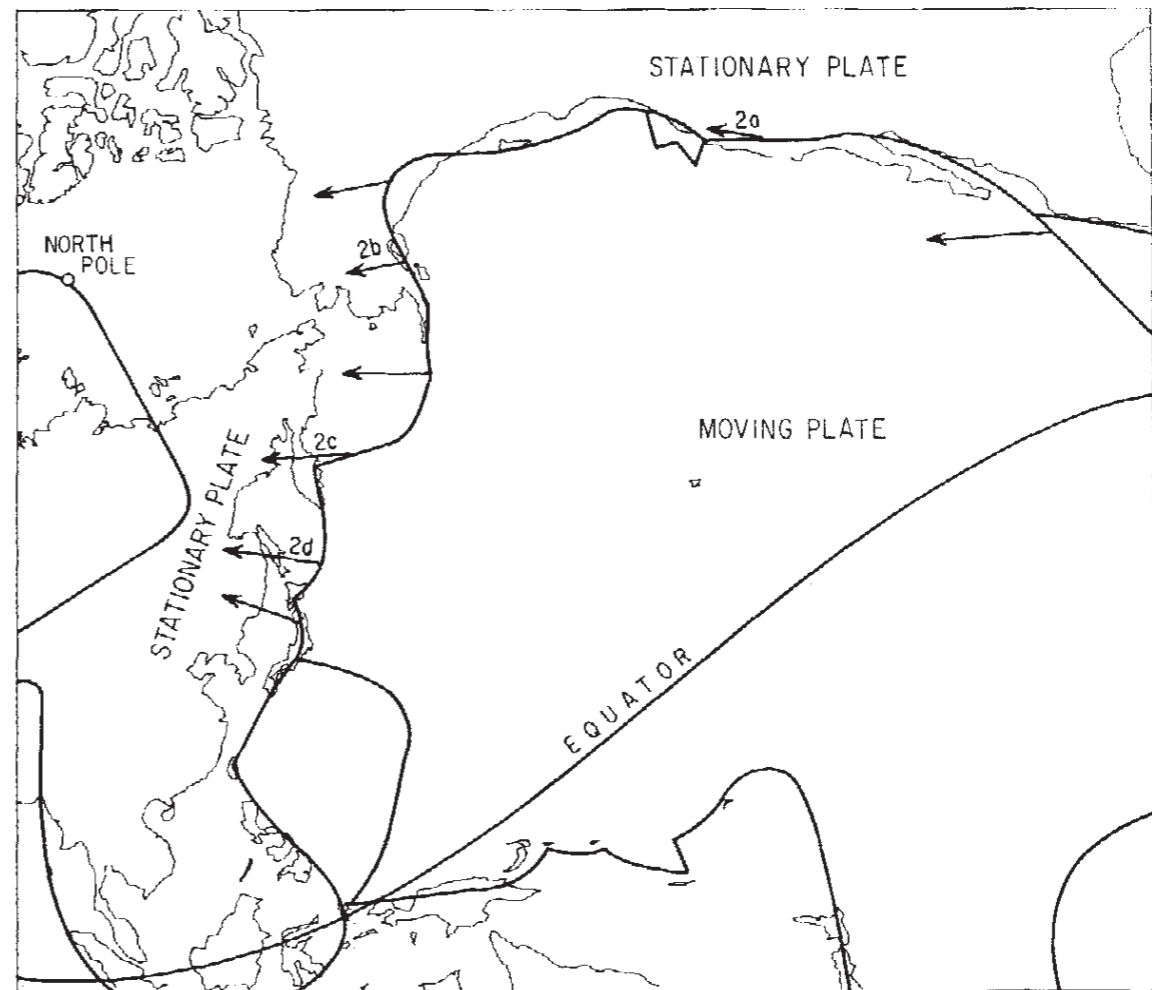 STATIONARY PLATE
2a
NORTH
POLE
2b
MOVING PLATE
2c
STATIONARY PLATE
2d
EQUATOR